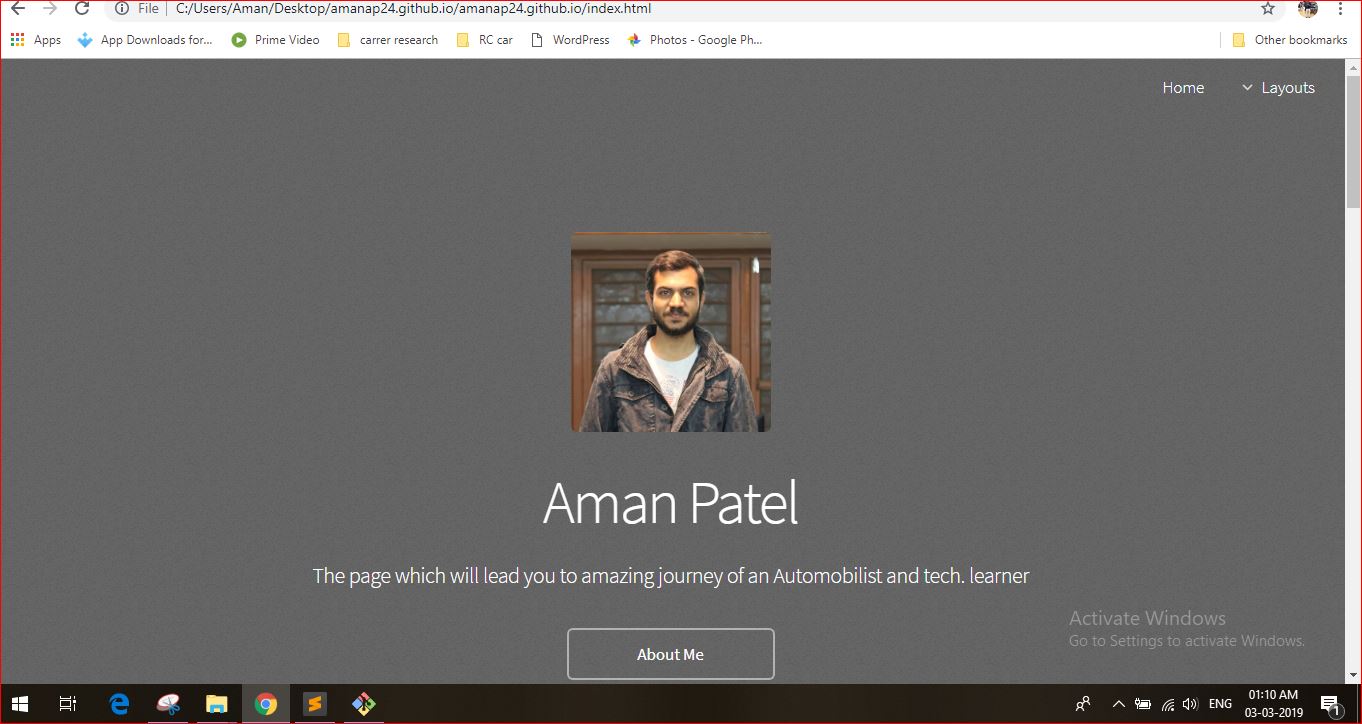 File | C:/Users/Aman/Desktop/amanap24.github.io/amanap24.github.io/index.html
Apps App Downloads for... Prime Video carrer research RC car WordPress Photos - Google Ph... Other bookmarks
Home Layouts
Aman Patel
The page which will lead you to amazing journey of an Automobilist and tech. learner
About Me
Activate Windows
Go to Settings to activate Windows.
ENG
01:10 AM
03-03-2019
1